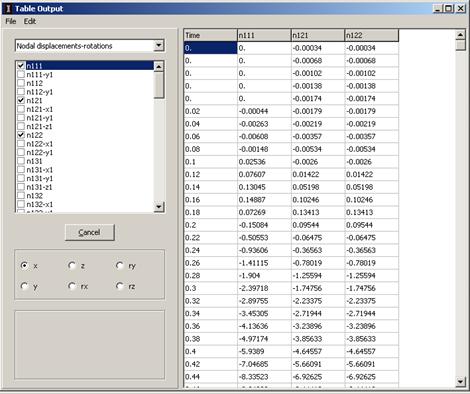 Table Output
File Edit
Nodal displacements-rotations
n111
n111-y1
n112
n112-y1
n121
n121-x1
n121-y1
n121-z1
n122
n122-x1
n122-y1
n131
n131-y1
n131-z1
n132
n132-x1
Cancel
x z ry
y rx rz
Time n111 n121 n122
0. 0. -0.00034 -0.00034
0. 0. -0.00068 -0.00068
0. 0. -0.00102 -0.00102
0. 0. -0.00138 -0.00138
0. 0. -0.00174 -0.00174
0.02 -0.00044 -0.00179 -0.00179
0.04 -0.00263 -0.00219 -0.00219
0.06 -0.00608 -0.00357 -0.00357
0.08 -0.00148 -0.00534 -0.00534
0.1 0.02536 -0.0026 -0.0026
0.12 0.07607 0.01422 0.01422
0.14 0.13045 0.05198 0.05198
0.16 0.14887 0.10246 0.10246
0.18 0.07269 0.13413 0.13413
0.2 -0.15084 0.09544 0.09544
0.22 -0.50553 -0.06475 -0.06475
0.24 -0.93606 -0.36563 -0.36563
0.26 -1.41115 -0.78019 -0.78019
0.28 -1.904 -1.25594 -1.25594
0.3 -2.39718 -1.74756 -1.74756
0.32 -2.89755 -2.23375 -2.23375
0.34 -3.45305 -2.71944 -2.71944
0.36 -4.13636 -3.23896 -3.23896
0.38 -4.97174 -3.85633 -3.85633
0.4 -5.9389 -4.64557 -4.64557
0.42 -7.04685 -5.66091 -5.66091
0.44 -8.33523 -6.92625 -6.92625